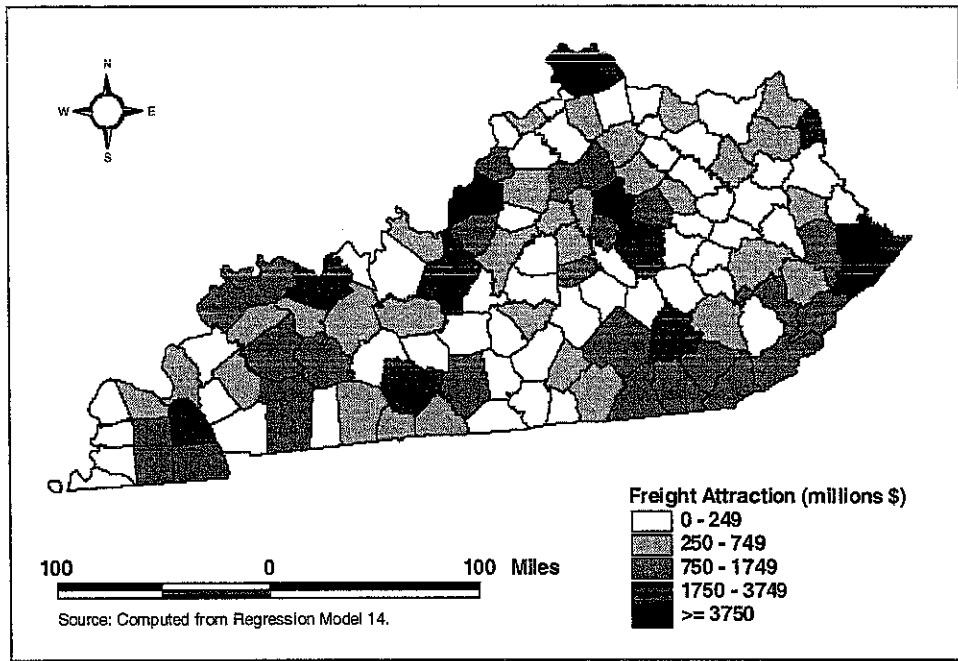 N
W E
S
Freight Attraction (millions $)
0 - 249
250 - 749
750 - 1749
1750 - 3749
>= 3750
100 0 100 Miles
Source: Computed from Regression Model 14.